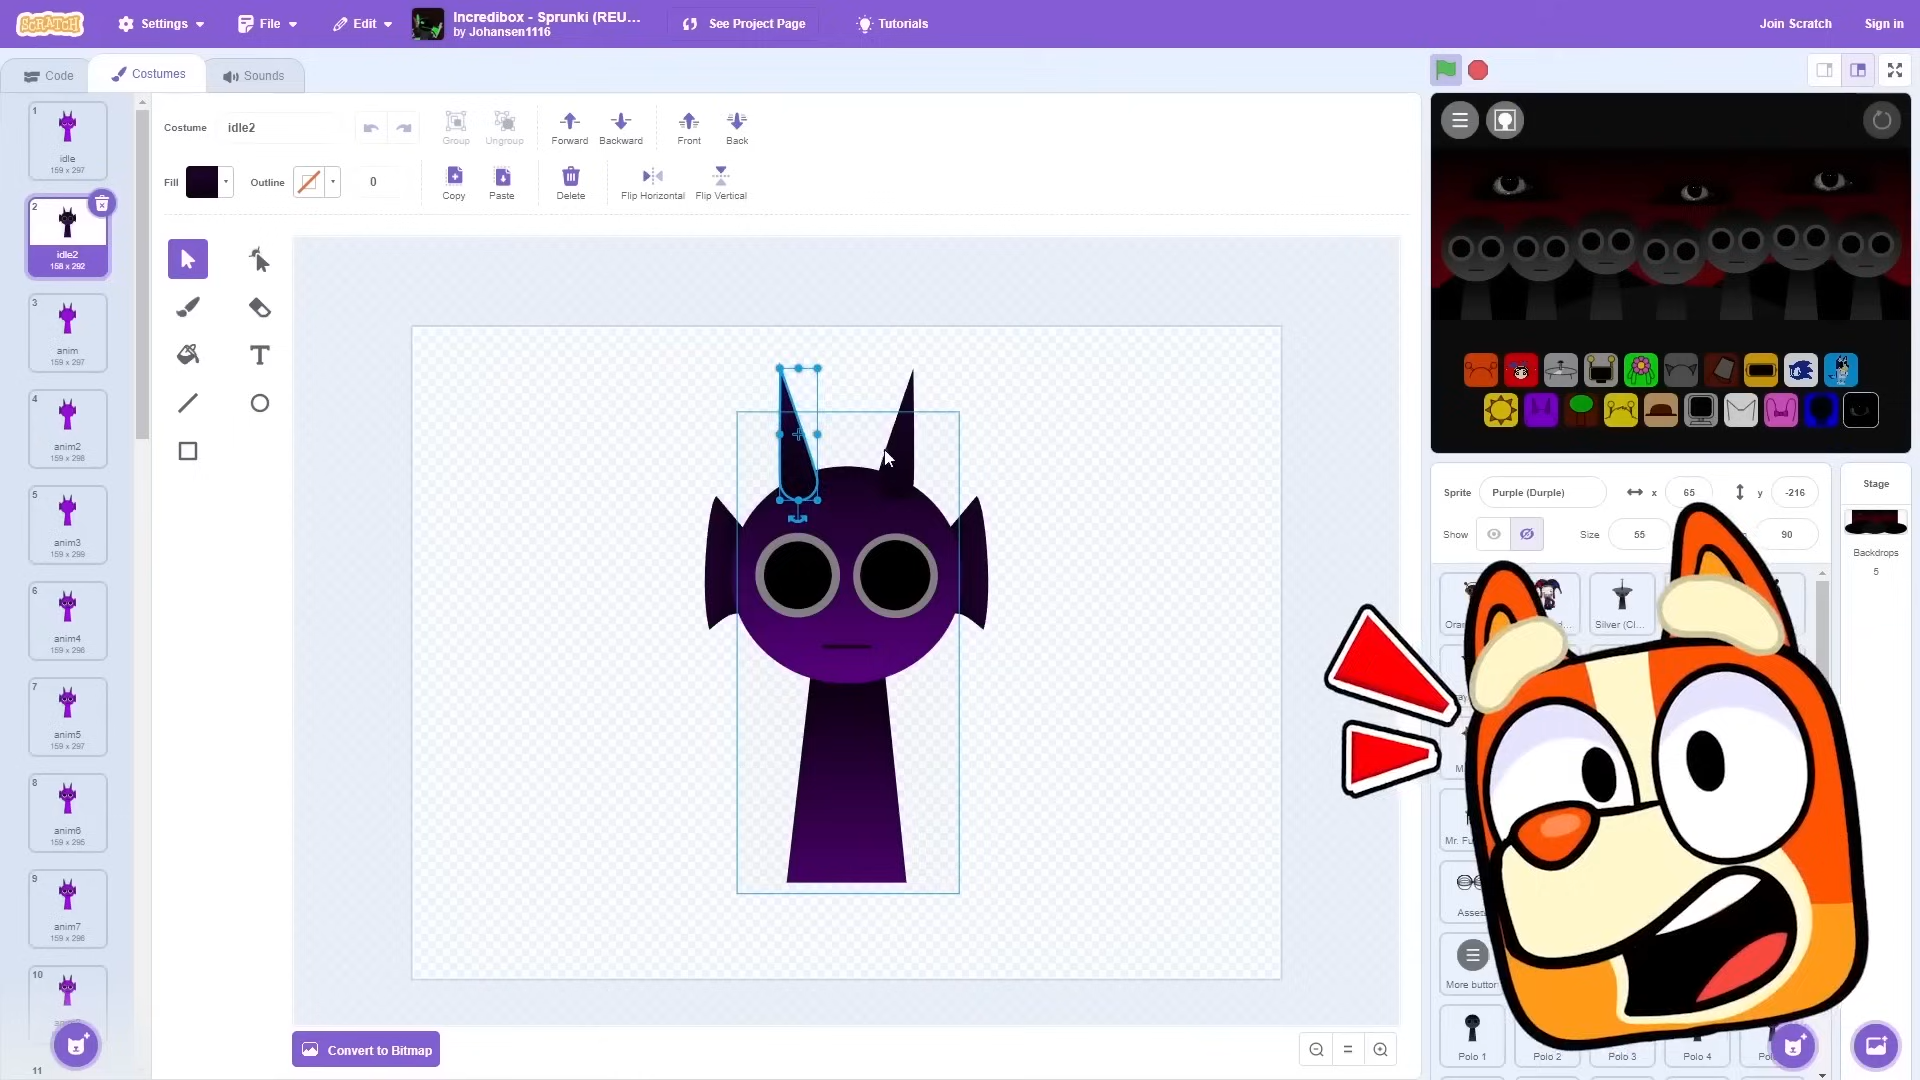 SCRATCH
Settings
File
Edit
Incredibox - Sprunki (REU...
by Johansen1116
See Project Page
Tutorials
Join Scratch
Sign in
Code
Costumes
Sounds
1
idle
159 x 297
2
idle2
158 x 292
3
anim
159 x 297
4
anim2
159 x 298
5
anim3
159 x 299
6
anim4
159 x 298
7
anim5
159 x 297
8
anim6
159 x 295
9
anim7
159 x 296
10
11
Costume
idle2
Group
Ungroup
Forward
Backward
Front
Back
Fill
Outline
0
Copy
Paste
Delete
Flip Horizontal
Flip Vertical
T
Convert to Bitmap
Sprite
Purple (Durple)
x
65
y
-216
Show
Size
55
90
Stage
Backdrops
5
Silver (Cl...
Mr. Fu
Asset
More button
Polo 1
Polo 2
Polo 3
Polo 4